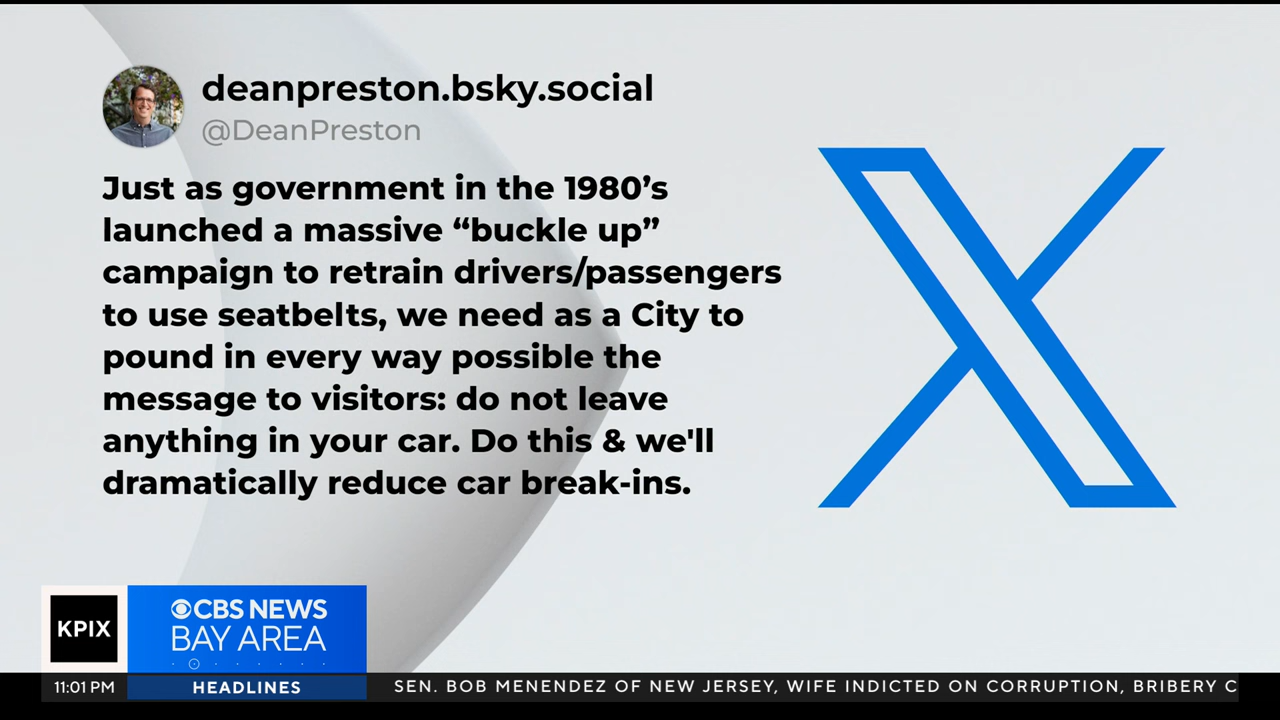 deanpreston.bsky.social
@DeanPreston
Just as government in the 1980’s
launched a massive “buckle up”
campaign to retrain drivers/passengers
to use seatbelts, we need as a City to
pound in every way possible the
message to visitors: do not leave
anything in your car. Do this & we'll
dramatically reduce car break-ins.
KPIX
CBS NEWS
BAY AREA
11:01 PM
HEADLINES
SEN. BOB MENENDEZ OF NEW JERSEY, WIFE INDICTED ON CORRUPTION, BRIBERY C